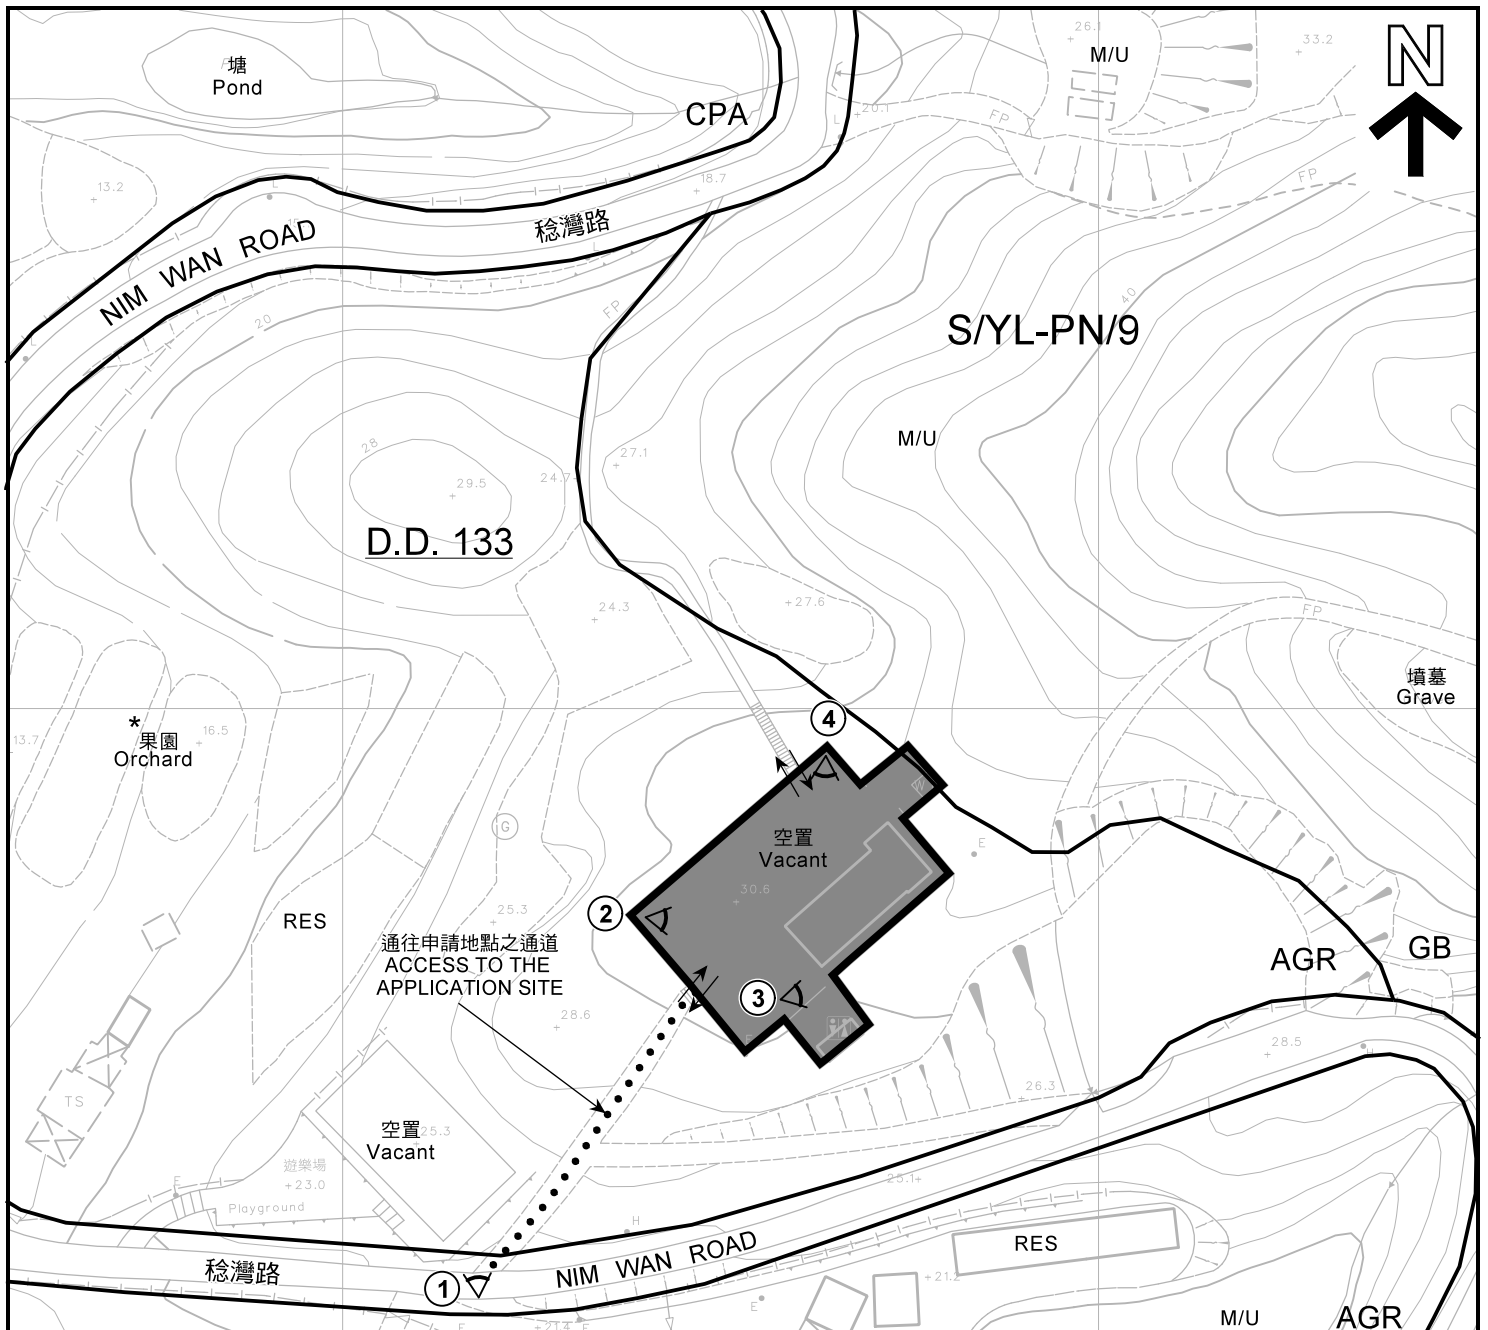 26.1
M/U
33.2
N
塘
Pond
CPA
20.1
L
FP
13.2
L
18.7
FP
NIM WAN ROAD
稔灣路
L
20
FP
40
L
S/YL-PN/9
28
M/U
27.1
24.7
29.5
D.D. 133
24.3
27.6
FP
墳墓
Grave
*
果園
Orchard
13.7
16.5
4
空置
Vacant
G
E
30.6
2
25.3
RES
通往申請地點之通道
ACCESS TO THE
APPLICATION SITE
AGR
GB
3
28.6
28.5
H
E
26.3
TS
空置
Vacant
25.3
遊樂場
23.0
Playground
E
25.1
H
稔灣路
NIM WAN ROAD
RES
1
21.2
E
M/U
AGR
E
21.4
E